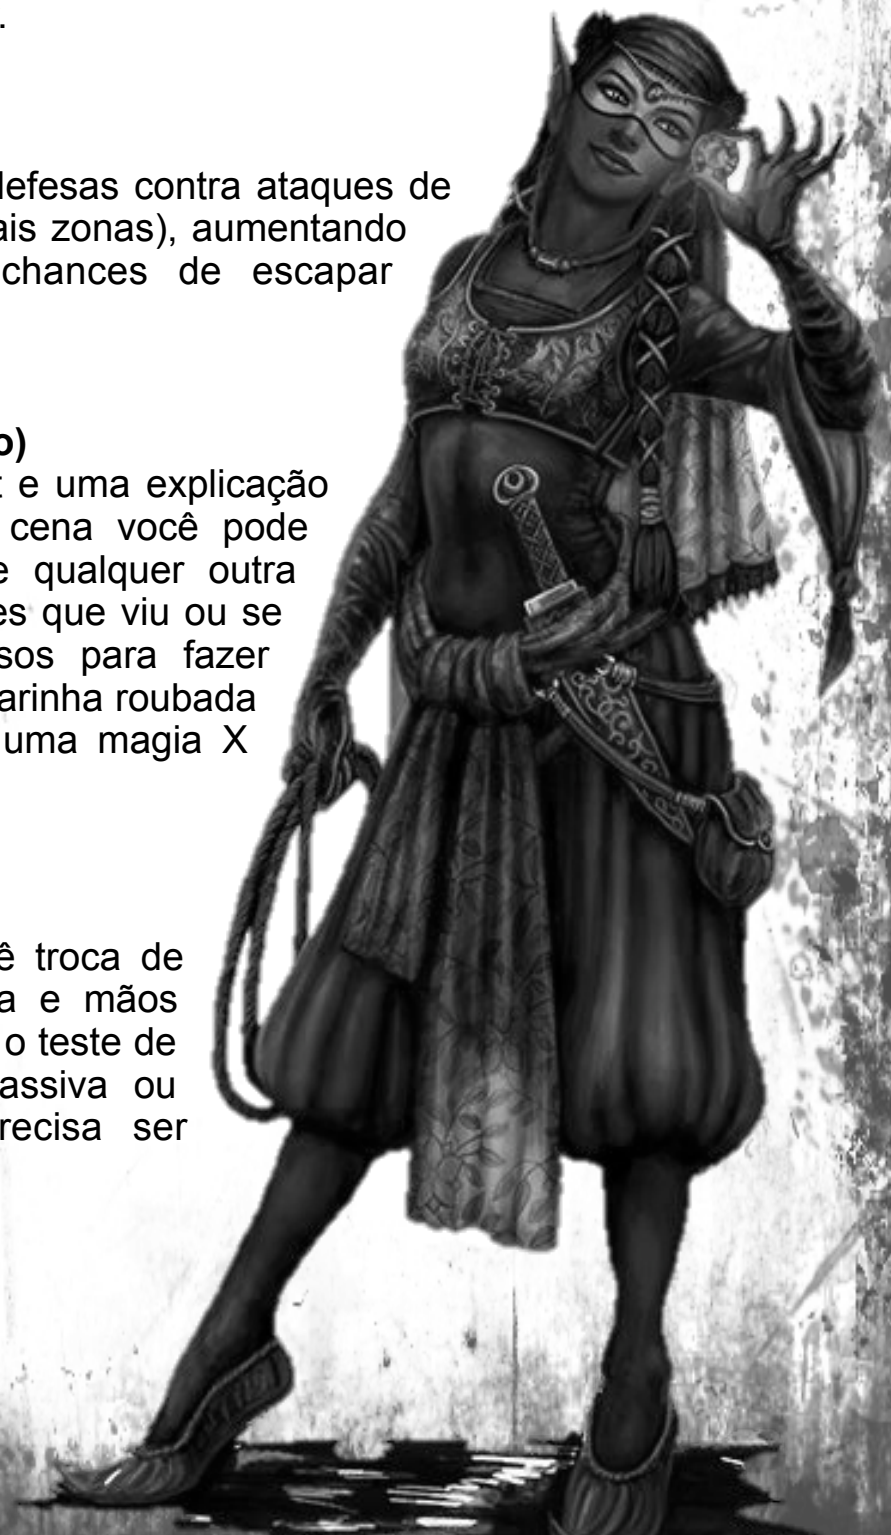 .
defesas contra ataques de
ais zonas), aumentando
chances de escapar
o)
e uma explicação
cena você pode
e qualquer outra
es que viu ou se
sos para fazer
arinha roubada
uma magia X
ê troca de
a e mãos
o teste de
assiva ou
recisa ser